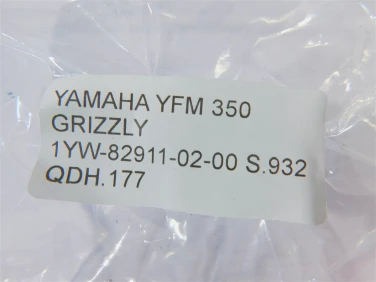 YAMAHA YFM 350
GRIZZLY
1YW-82911-02-00 S.932
QDH.177